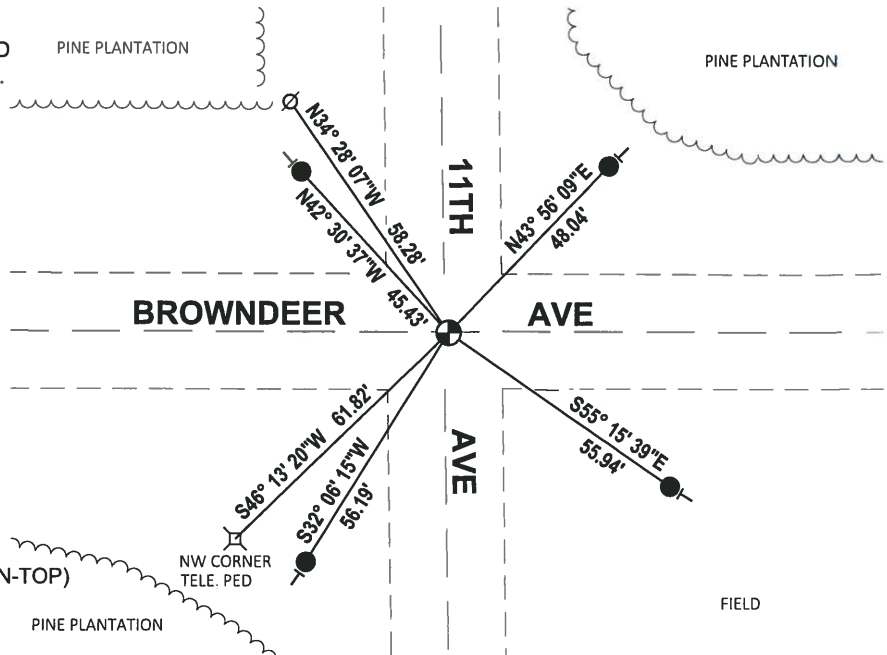 D
PINE PLANTATION
.
PINE PLANTATION
N34° 28' 07"W 58.28'
N42° 30' 37"W 45.43'
11TH
N43° 56' 09"E
48.04'
BROWNDEER AVE
AVE
S46° 13' 20"W 61.82'
S32° 06' 15"W
56.19'
S55° 15' 39"E
55.94'
NW CORNER
TELE. PED
N-TOP)
PINE PLANTATION
FIELD